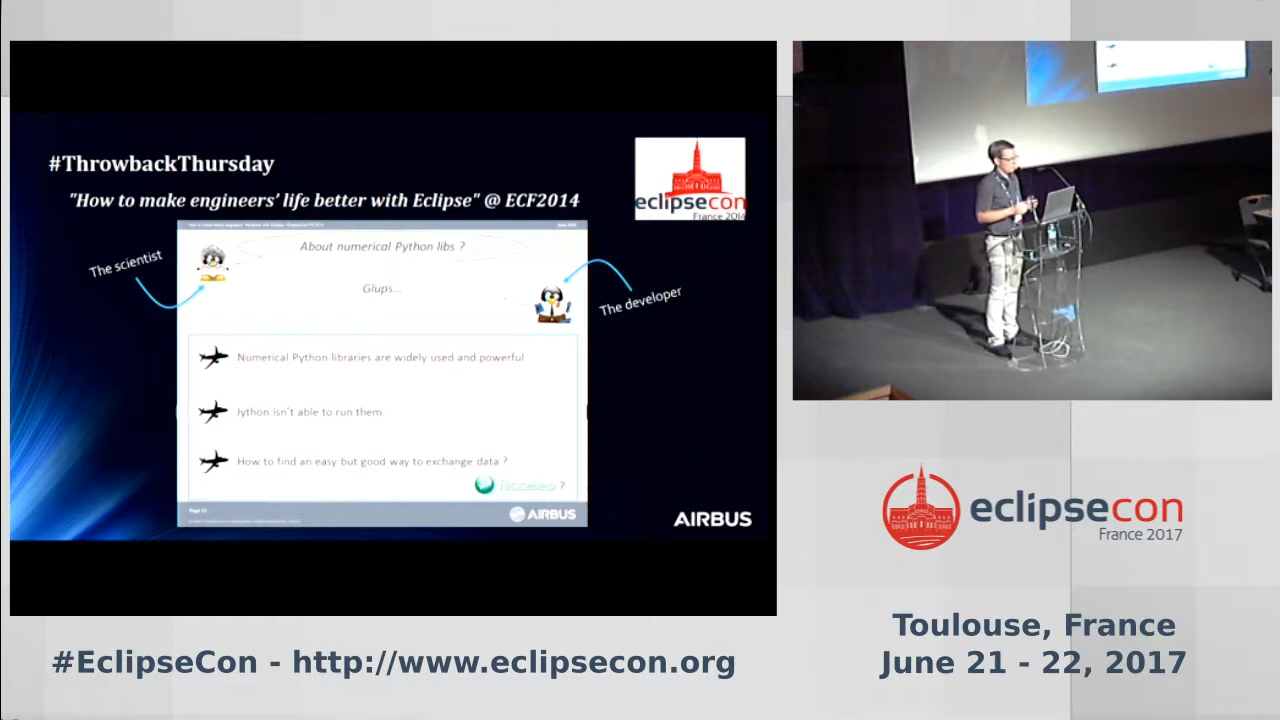 #ThrowbackThursday
"How to make engineers’ life better with Eclipse" @ ECF2014
eclipsecon
France 2014
About numerical Python libs ?
The scientist
Glups...
The developer
Numerical Python libraries are widely used and powerful
Jython isn't able to run them
How to find an easy but good way to exchange data ?
?
AIRBUS
AIRBUS
eclipsecon
France 2017
Toulouse, France
June 21 - 22, 2017
#EclipseCon - http://www.eclipsecon.org